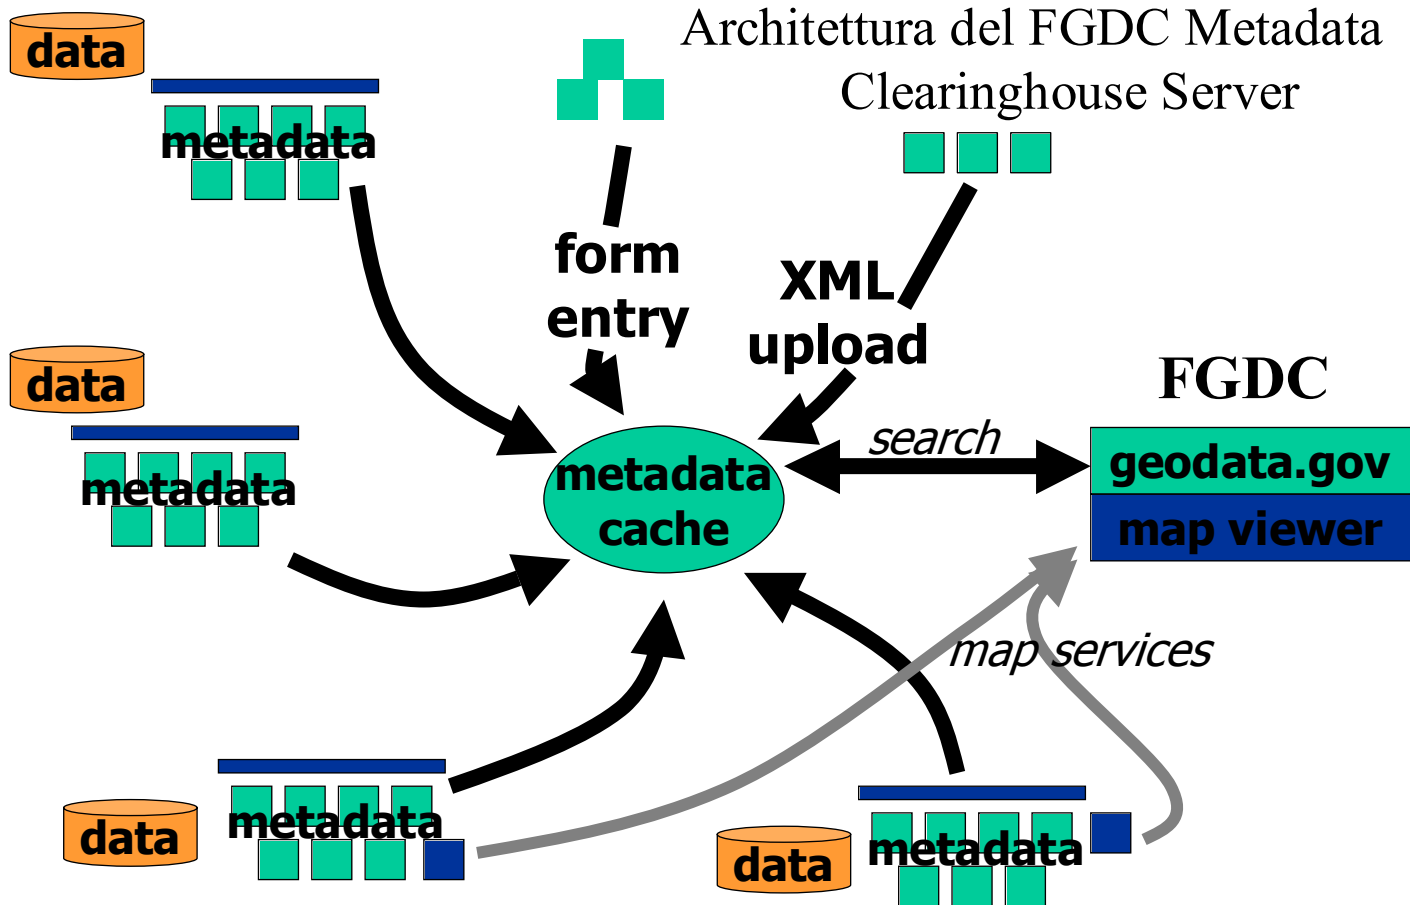 Architettura del FGDC Metadata
Clearinghouse Server
data
metadata
form
entry
XML
upload
data
metadata
FGDC
search
geodata.gov
map viewer
metadata
cache
map services
data
metadata
data
metadata